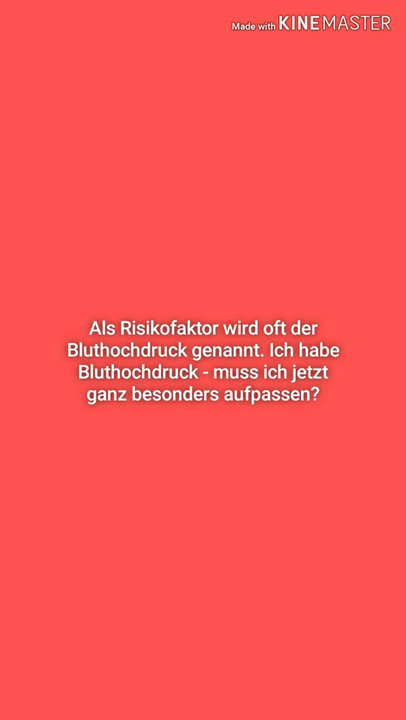 Made with KINEMASTER
Als Risikofaktor wird oft der
Bluthochdruck genannt. Ich habe
Bluthochdruck - muss ich jetzt
ganz besonders aufpassen?